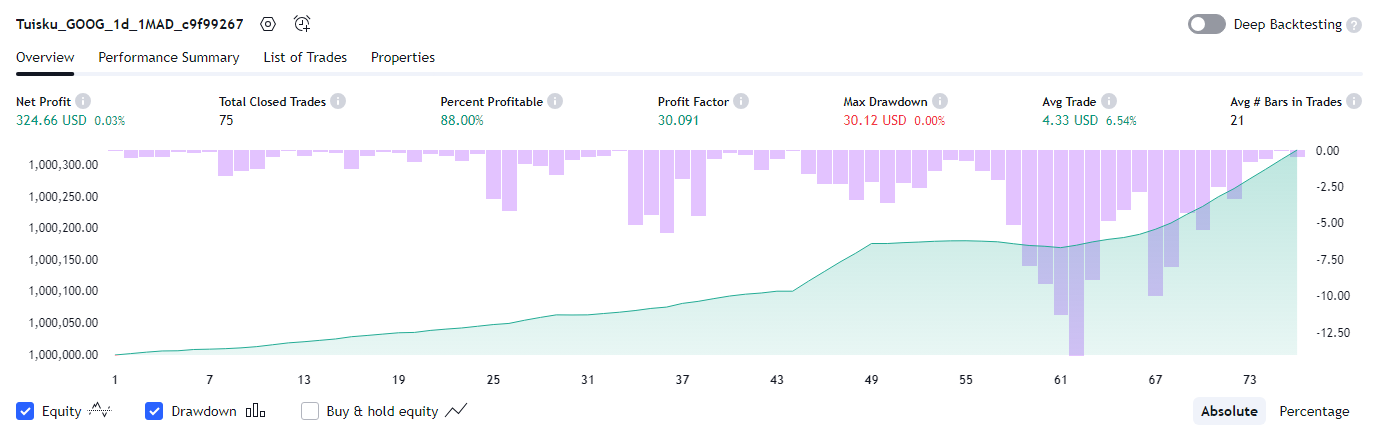 Tuisku_GOOG_1d_1MAD_c9f99267 Deep Backtesting ?
Overview Performance Summary List of Trades Properties
Net Profit i Total Closed Trades i Percent Profitable i Profit Factor i Max Drawdown i Avg Trade i Avg # Bars in Trades i
324.66 USD 0.03% 75 88.00% 30.091 30.12 USD 0.00% 4.33 USD 6.54% 21
1,000,300.00 0.00
1,000,250.00 -2.50
1,000,200.00 -5.00
1,000,150.00 -7.50
1,000,100.00 -10.00
1,000,050.00 -12.50
1,000,000.00
1 7 13 19 25 31 37 43 49 55 61 67 73
Equity Drawdown Buy & hold equity Absolute Percentage